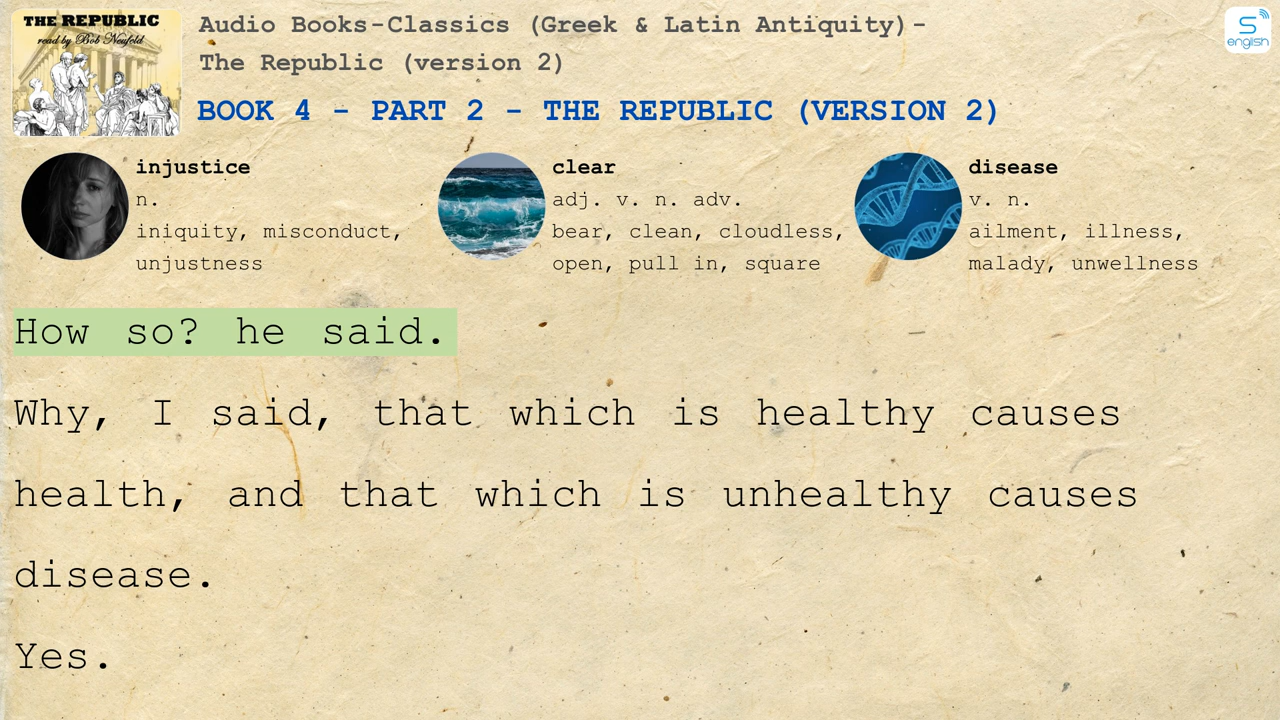 THE REPUBLIC
read by Bob Neufeld
Audio Books-Classics (Greek & Latin Antiquity)-
The Republic (version 2)
BOOK 4 - PART 2 - THE REPUBLIC (VERSION 2)
S
english
injustice
n.
iniquity, misconduct,
unjustness
clear
adj. v. n. adv.
bear, clean, cloudless,
open, pull in, square
disease
v. n.
ailment, illness,
malady, unwellness
How so? he said.
Why, I said, that which is healthy causes
health, and that which is unhealthy causes
disease.
Yes.